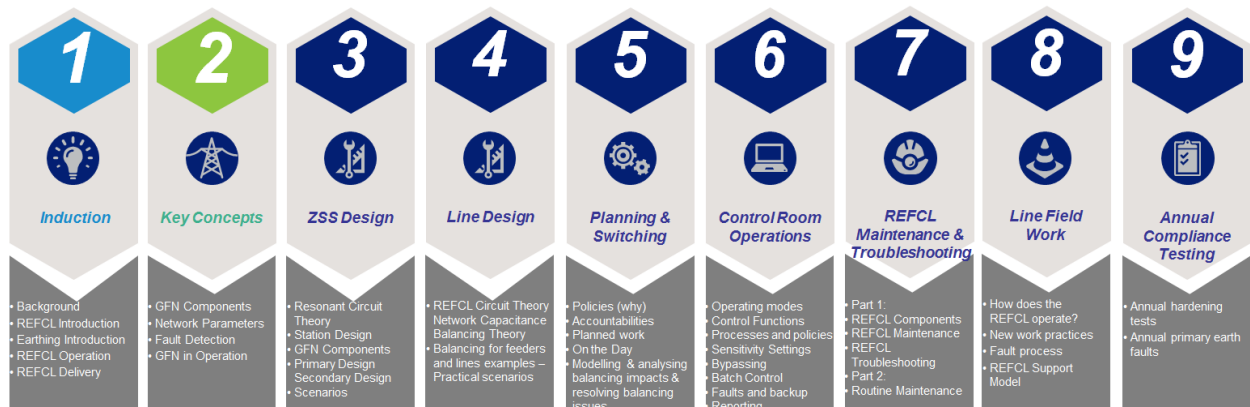 1
2
3
4
5
6
7
8
9
Induction
Key Concepts
ZSS Design
Line Design
Planning &
Switching
Control Room
Operations
REFCL
Maintenance &
Troubleshooting
Line Field
Work
Annual
Compliance
Testing
• Background
• REFCL Introduction
• Earthing Introduction
• REFCL Operation
• REFCL Delivery
• GFN Components
• Network Parameters
• Fault Detection
• GFN in Operation
• Resonant Circuit
Theory
• Station Design
• GFN Components
• Primary Design
Secondary Design
• Scenarios
• REFCL Circuit Theory
Network Capacitance
Balancing Theory
• Balancing for feeders
and lines examples –
Practical scenarios
• Policies (why)
• Accountabilities
• Planned work
• On the Day
• Modelling & analysing
balancing impacts &
resolving balancing
issues
• Operating modes
• Control Functions
• Processes and policies
• Sensitivity Settings
• Bypassing
• Batch Control
• Faults and backup
• Reporting
• Part 1:
• REFCL Components
• REFCL Maintenance
• REFCL
Troubleshooting
• Part 2:
• Routine Maintenance
• How does the
REFCL operate?
• New work practices
• Fault process
• REFCL Support
Model
• Annual hardening
tests
• Annual primary earth
faults